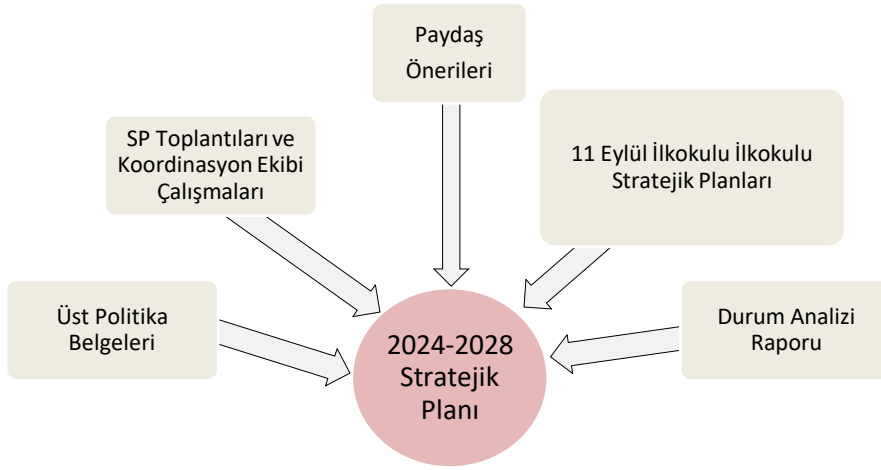 Paydaş
Önerileri
SP Toplantıları ve
Koordinasyon Ekibi
Çalışmaları
11 Eylül İlkokulu İlkokulu
Stratejik Planları
Üst Politika
Belgeleri
2024-2028
Stratejik
Planı
Durum Analizi
Raporu